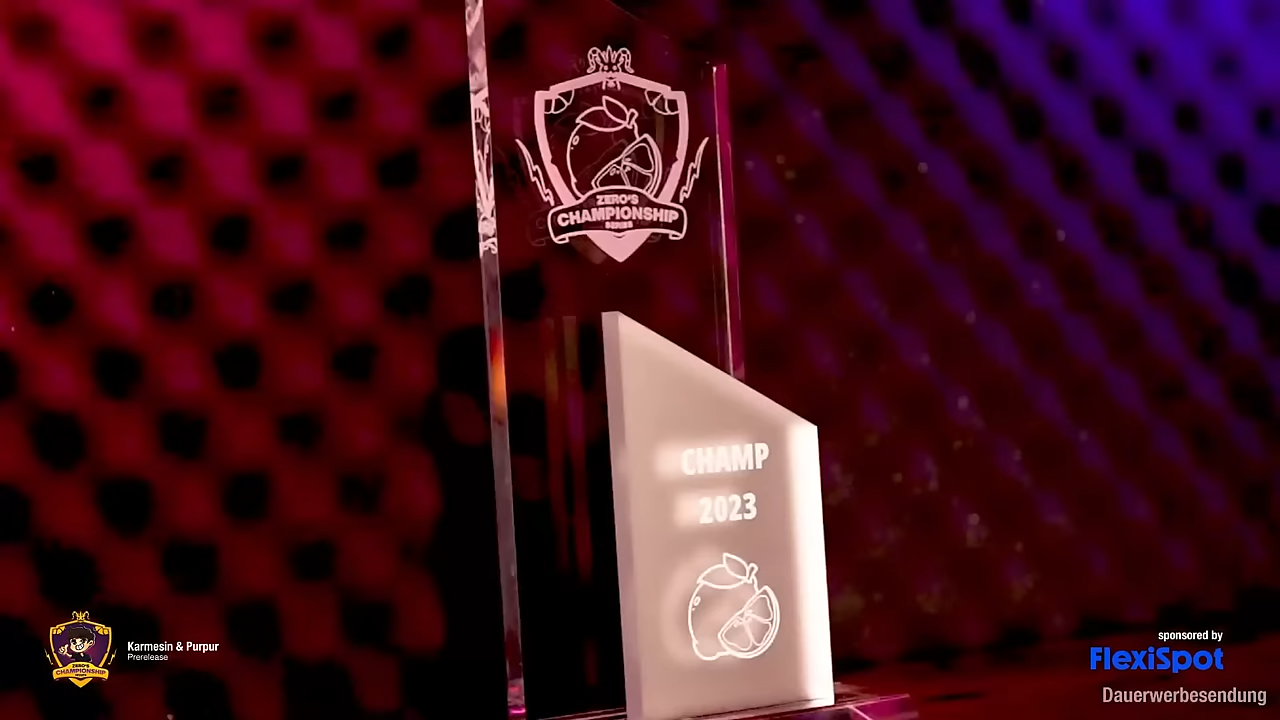 ZERO'S
CHAMPIONSHIP
SERIES
CHAMP
2023
ZERO'S
CHAMPIONSHIP
Karmesin & Purpur
Prerelease
sponsored by
FlexiSpot
Dauerwerbesendung